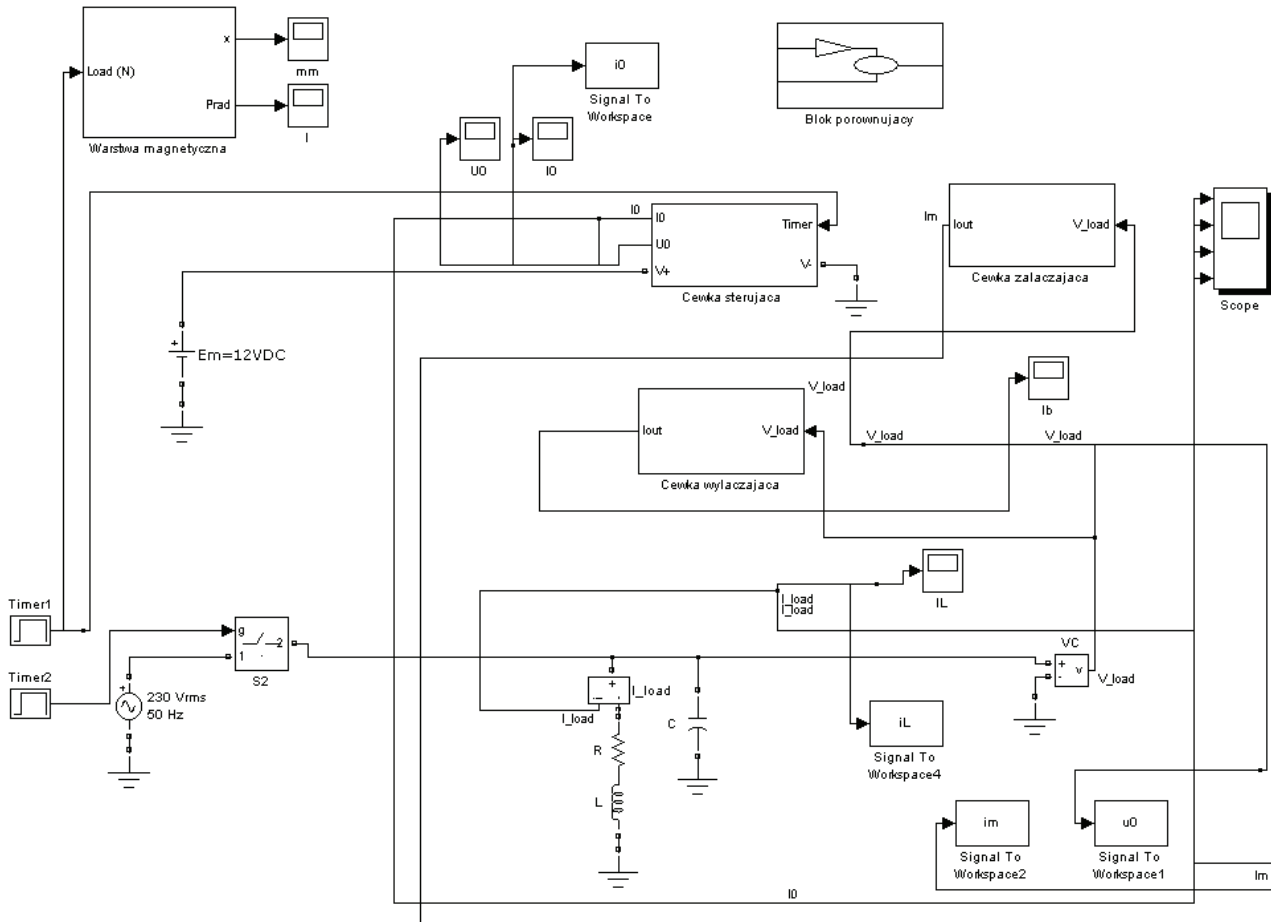 x
Load (N)
mm
Prad
I
Warstwa magnetyczna
i0
Signal To
Workspace
U0
I0
Blok porownujacy
I0
I0
U0
V+
Timer
V-
Cewka sterujaca
Im
Iout
V_load
Cewka zalaczajaca
Scope
+
Em=12VDC
V_load
Ib
Iout
V_load
Cewka wylaczajaca
V_load
V_load
IL
I_load
I_load
Timer1
g
1
2
S2
Timer2
+
230 Vrms
50 Hz
+
-
i
I_load
I_load
R
L
C
VC
+
-
v
V_load
iL
Signal To
Workspace4
im
Signal To
Workspace2
u0
Signal To
Workspace1
Im
I0